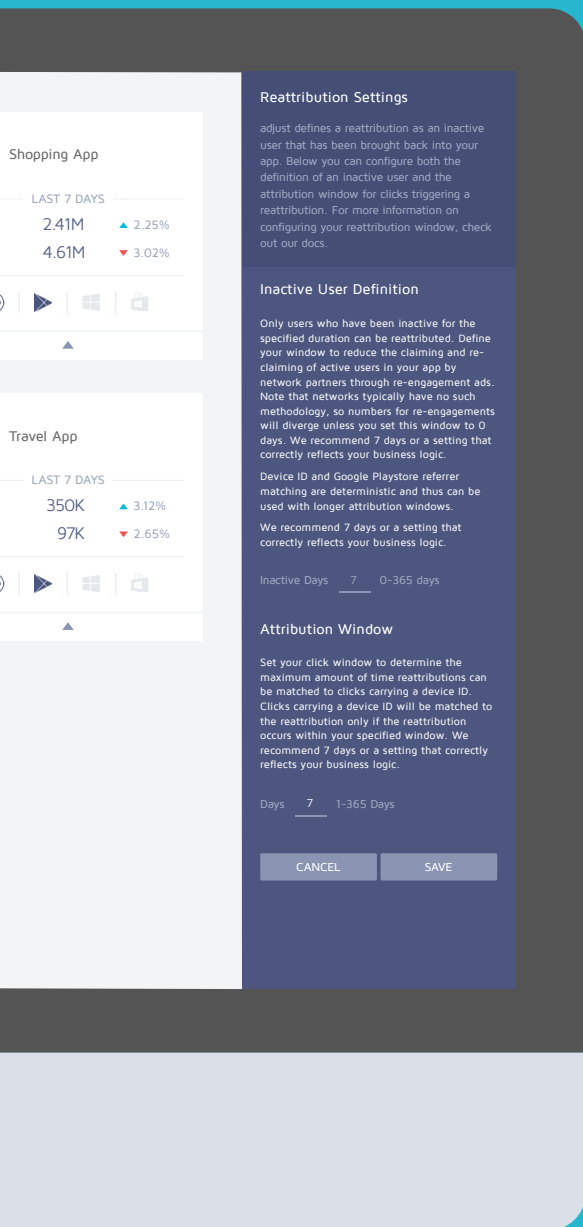 Shopping App
LAST 7 DAYS
2.41M 2.25%
4.61M 3.02%
Travel App
LAST 7 DAYS
350K 3.12%
97K 2.65%
Reattribution Settings
adjust defines a reattribution as an inactive
user that has been brought back into your
app. Below you can configure both the
definition of an inactive user and the
attribution window for clicks triggering a
reattribution. For more information on
configuring your reattribution window, check
out our docs.
Inactive User Definition
Only users who have been inactive for the
specified duration can be reattributed. Define
your window to reduce the claiming and re-
claiming of active users in your app by
network partners through re-engagement ads.
Note that networks typically have no such
methodology, so numbers for re-engagements
will diverge unless you set this window to 0
days. We recommend 7 days or a setting that
correctly reflects your business logic.
Device ID and Google Playstore referrer
matching are deterministic and thus can be
used with longer attribution windows.
We recommend 7 days or a setting that
correctly reflects your business logic.
Inactive Days 7 0-365 days
Attribution Window
Set your click window to determine the
maximum amount of time reattributions can
be matched to clicks carrying a device ID.
Clicks carrying a device ID will be matched to
the reattribution only if the reattribution
occurs within your specified window. We
recommend 7 days or a setting that correctly
reflects your business logic.
Days 7 1-365 Days
CANCEL SAVE